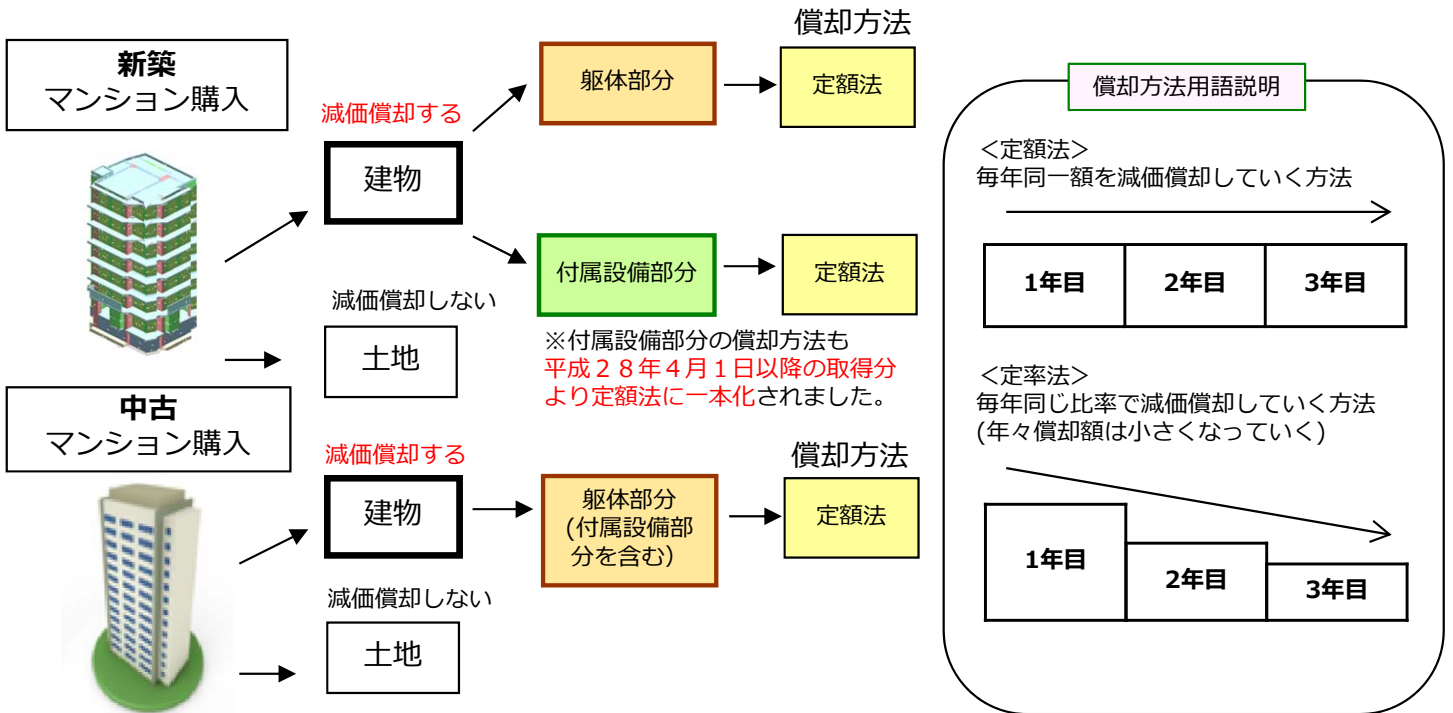 新築
マンション購入
減価償却する
建物
減価償却しない
土地
償却方法
躯体部分
定額法
付属設備部分
定額法
※付属設備部分の償却方法も
平成２８年４月１日以降の取得分
より定額法に一本化されました。
中古
マンション購入
減価償却する
建物
減価償却しない
土地
償却方法
躯体部分
(付属設備部
分を含む)
定額法
償却方法用語説明
＜定額法＞
毎年同一額を減価償却していく方法
1年目
2年目
3年目
＜定率法＞
毎年同じ比率で減価償却していく方法
(年々償却額は小さくなっていく)
1年目
2年目
3年目